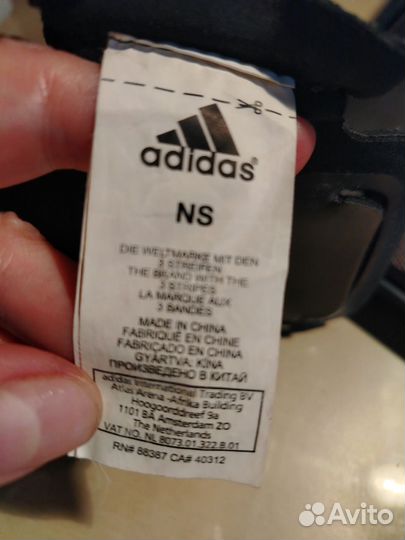 adidas®
NS
DIE WELTMARKE MIT DEN
3 STREIFEN
THE BRAND WITH THE
3 STRIPES
LA MARQUE AUX
3 BANDES
MADE IN CHINA
FABRIQUÉ EN CHINE
FABRICADO EN CHINA
GYÁRTVA: KÍNA
ПРОИЗВЕДЕНО В КИТАЙ
adidas International Trading BV
Atlas Arena -Afrika Building
Hoogoorddreef 9a
1101 BA Amsterdam ZO
The Netherlands
VAT NO. NL 8073.01.322.B.01
RN# 88387 CA# 40312
Avito